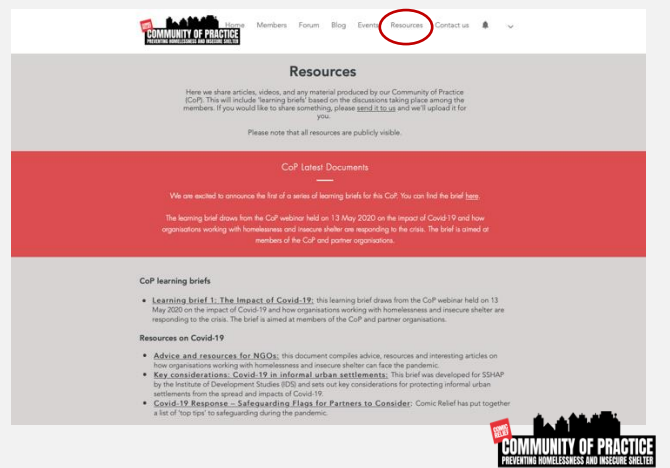 COMIC
RELIEF
COMMUNITY OF PRACTICE
PREVENTING HOMELESSNESS AND INSECURE SHELTER
Home Members Forum Blog Events Resources Contact us
Resources
Here we share articles, videos, and any material produced by our Community of Practice
(CoP). This will include 'learning briefs' based on the discussions taking place among the
members. If you would like to share something, please send it to us and we'll upload it for
you.
Please note that all resources are publicly visible.
CoP Latest Documents
We are excited to announce the first of a series of learning briefs for this CoP. You can find the brief here.
The learning brief draws from the CoP webinar held on 13 May 2020 on the impact of Covid-19 and how
organisations working with homelessness and insecure shelter are responding to the crisis. The brief is aimed at
members of the CoP and partner organisations.
CoP learning briefs
• Learning brief 1: The Impact of Covid-19: this learning brief draws from the CoP webinar held on 13
May 2020 on the impact of Covid-19 and how organisations working with homelessness and insecure shelter are
responding to the crisis. The brief is aimed at members of the CoP and partner organisations.
Resources on Covid-19
• Advice and resources for NGOs: this document compiles advice, resources and interesting articles on
how organisations working with homelessness and insecure shelter can face the pandemic.
• Key considerations: Covid-19 in informal urban settlements: This brief was developed for SSHAP
by the Institute of Development Studies (IDS) and sets out key considerations for protecting informal urban
settlements from the spread and impacts of Covid-19.
• Covid-19 Response – Safeguarding Flags for Partners to Consider: Comic Relief has put together
a list of 'top tips' to safeguarding during the pandemic.
COMIC
RELIEF
COMMUNITY OF PRACTICE
PREVENTING HOMELESSNESS AND INSECURE SHELTER